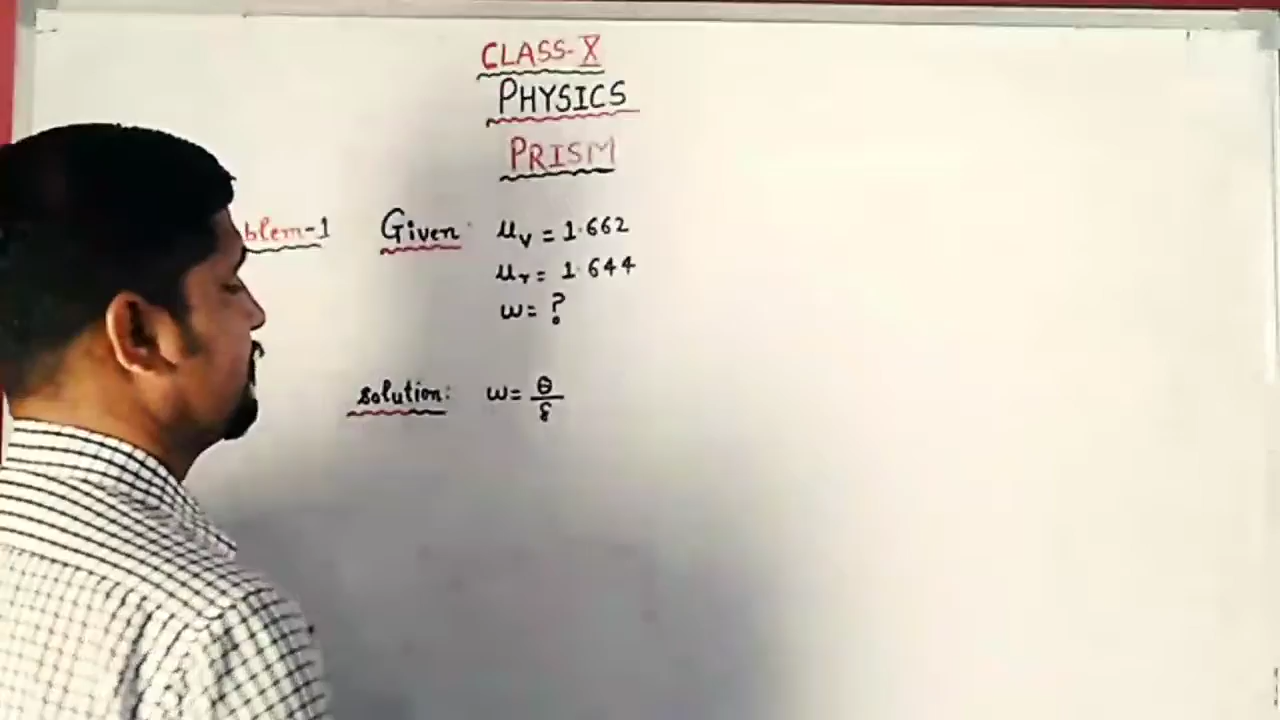 CLASS-X
PHYSICS
PRISM
blem-1 Given: μv = 1.662
μr = 1.644
ω = ?
Solution: ω = θ/δ